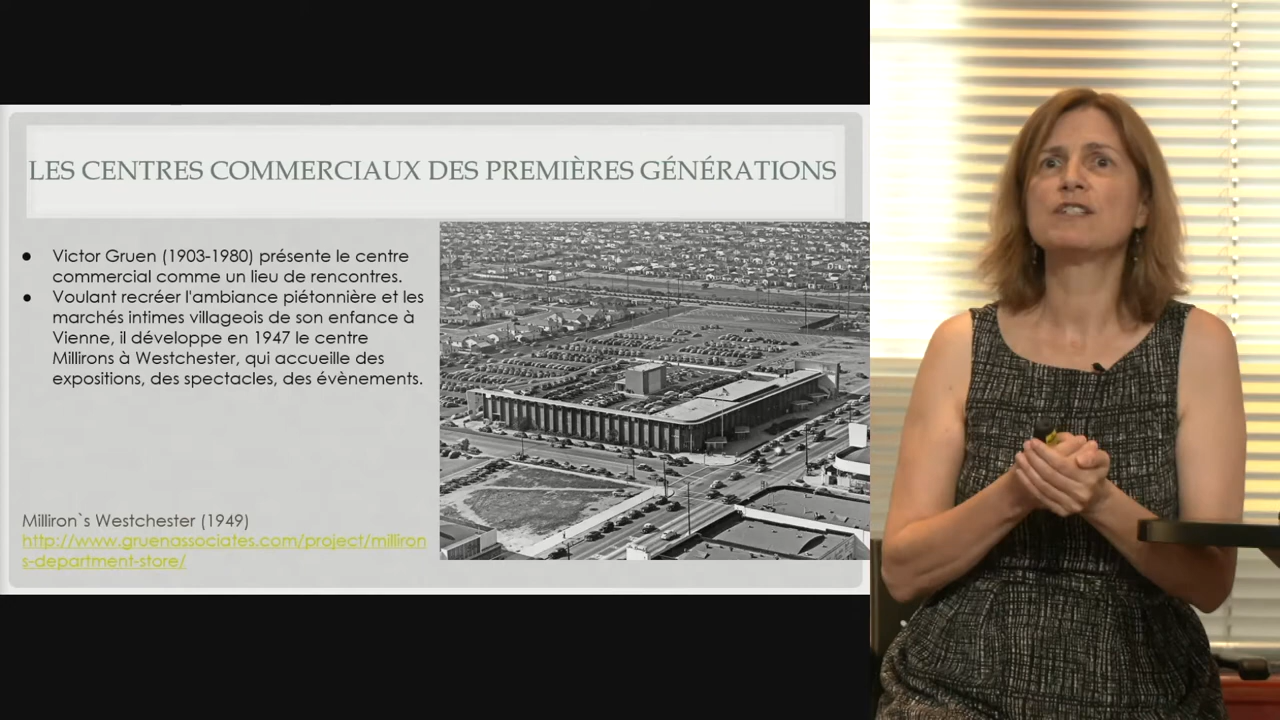 LES CENTRES COMMERCIAUX DES PREMIÈRES GÉNÉRATIONS
● Victor Gruen (1903-1980) présente le centre
commercial comme un lieu de rencontres.
● Voulant recréer l'ambiance piétonnière et les
marchés intimes villageois de son enfance à
Vienne, il développe en 1947 le centre
Millirons à Westchester, qui accueille des
expositions, des spectacles, des évènements.
Milliron`s Westchester (1949)
http://www.gruenassociates.com/project/milliron
s-department-store/